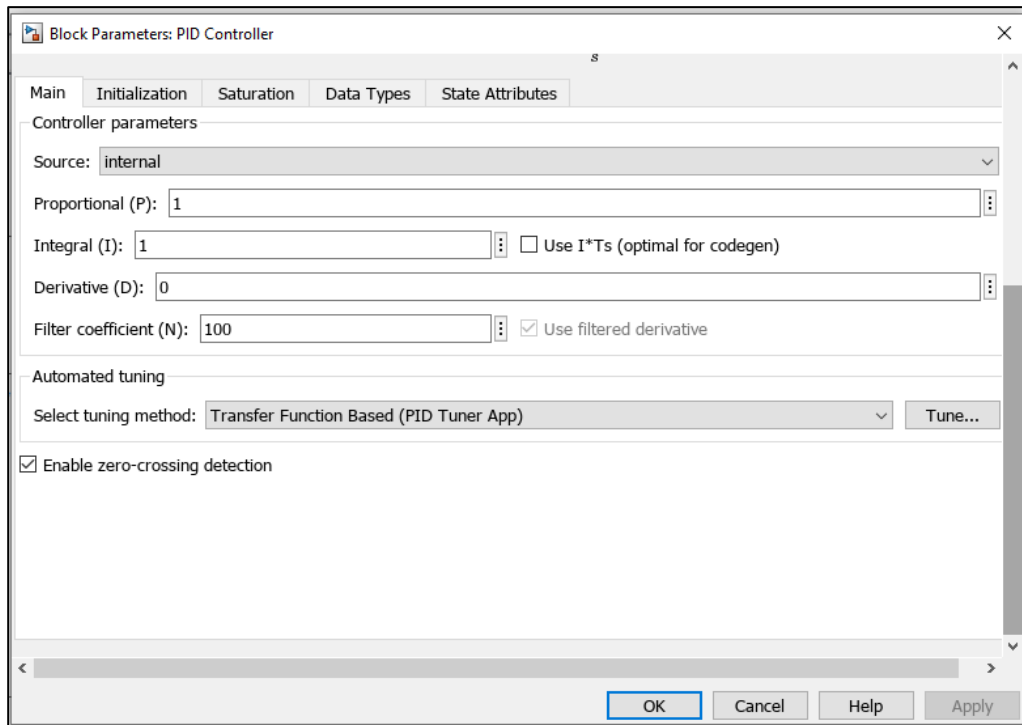 Block Parameters: PID Controller
s
Main Initialization Saturation Data Types State Attributes
Controller parameters
Source: internal
Proportional (P): 1
Integral (I): 1 Use I*Ts (optimal for codegen)
Derivative (D): 0
Filter coefficient (N): 100 Use filtered derivative
Automated tuning
Select tuning method: Transfer Function Based (PID Tuner App) Tune...
Enable zero-crossing detection
OK Cancel Help Apply